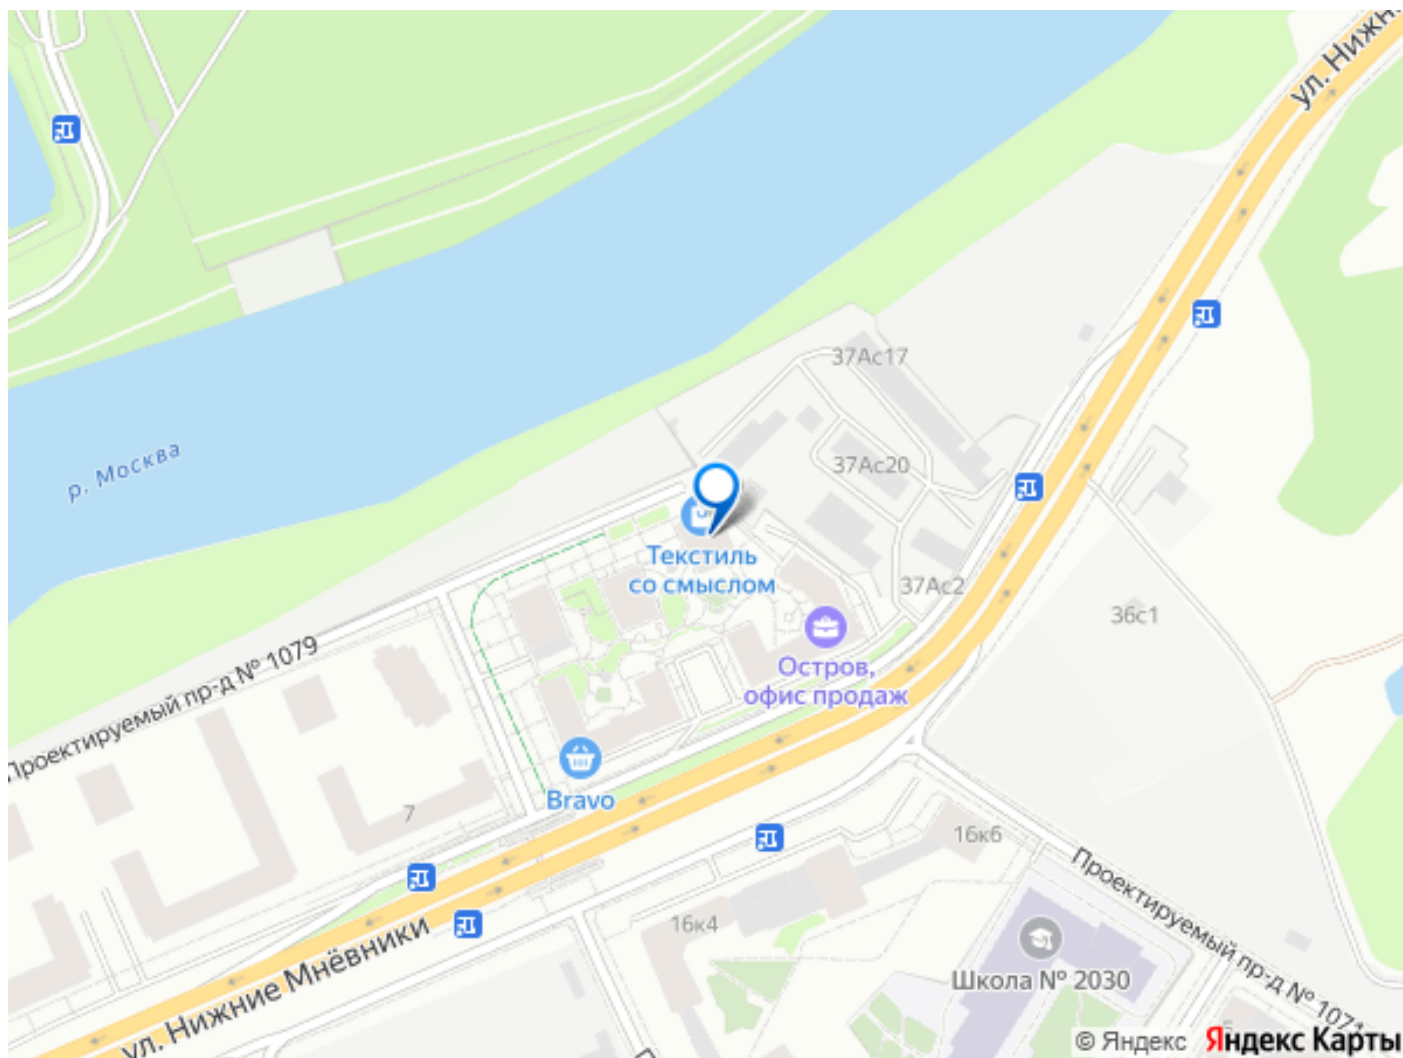 ул. Нижн
37Ас17
р. Москва
37Ас20
Текстиль
со смыслом
37Ас2
36с1
Проектируемый пр-д № 1079
Остров,
офис продаж
Bravo
7
16к6
Проектируемый пр-д № 1071
16к4
ул. Нижние Мнёвники
Школа № 2030
© Яндекс Яндекс Карты